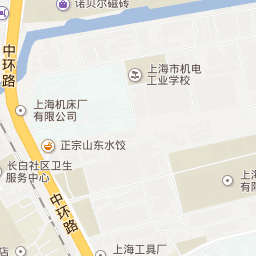 诺贝尔磁砖
中环路
上海市机电
工业学校
上海机床厂
有限公司
正宗山东水饺
长白社区卫生
服务中心
上海
有限
中环路
店
上海工具厂